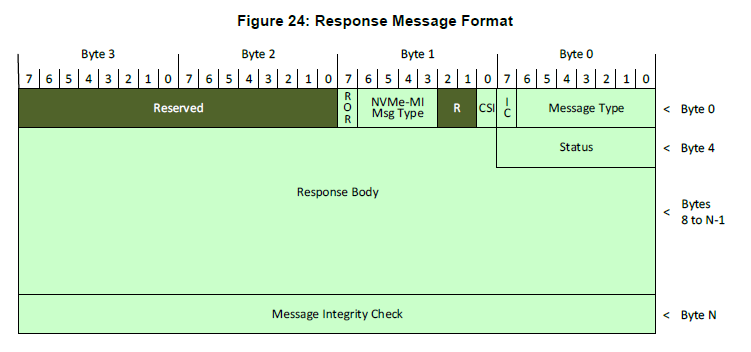 Figure 24: Response Message Format
Byte 3 Byte 2 Byte 1 Byte 0
7 6 5 4 3 2 1 0 7 6 5 4 3 2 1 0 7 6 5 4 3 2 1 0 7 6 5 4 3 2 1 0
Reserved
R
O
R
NVMe-MI
Msg Type
R
CSI
I
C
Message Type
< Byte 0
Status
< Byte 4
Response Body
< Bytes
8 to N-1
Message Integrity Check
< Byte N